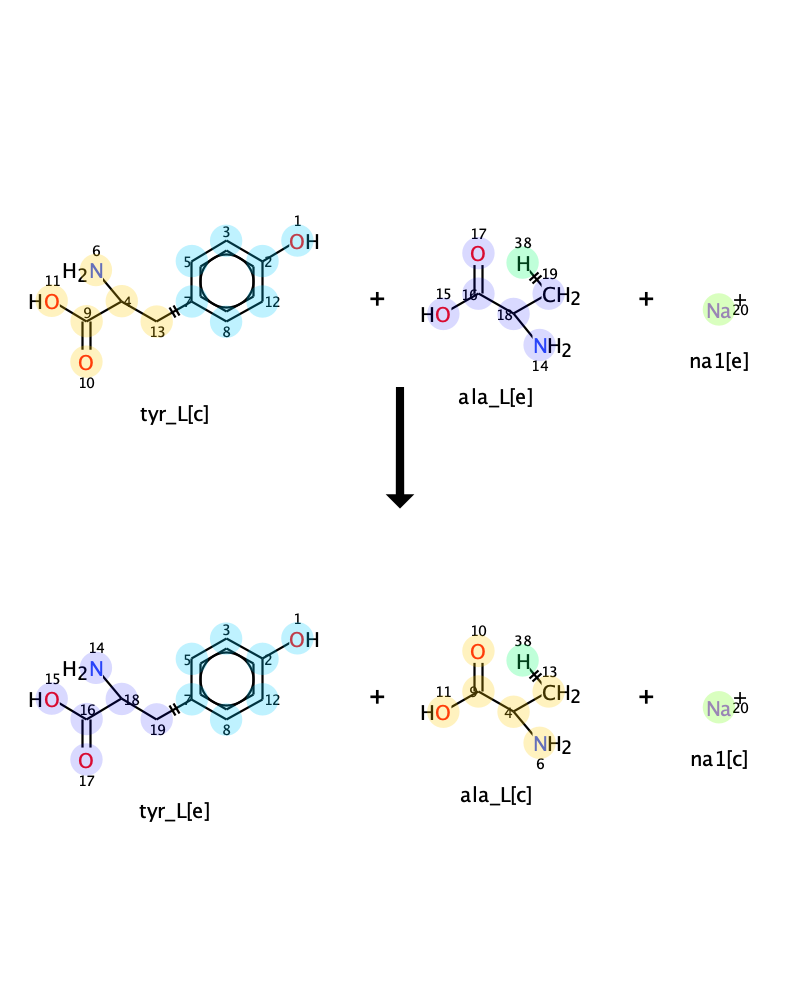 1
3
OH
17
38
6
5
2
O
H
19
H₂N
11
CH₂
HO
4
7
12
+
15
16
+
+
9
13
8
HO
18
Na
20
O
NH₂
10
14
na1[e]
tyr_L[c]
ala_L[e]
1
3
OH
10
38
14
5
2
O
H
13
H₂N
15
CH₂
HO
18
7
12
+
11
9
+
+
16
19
8
HO
4
Na
20
O
NH₂
17
6
na1[c]
tyr_L[e]
ala_L[c]